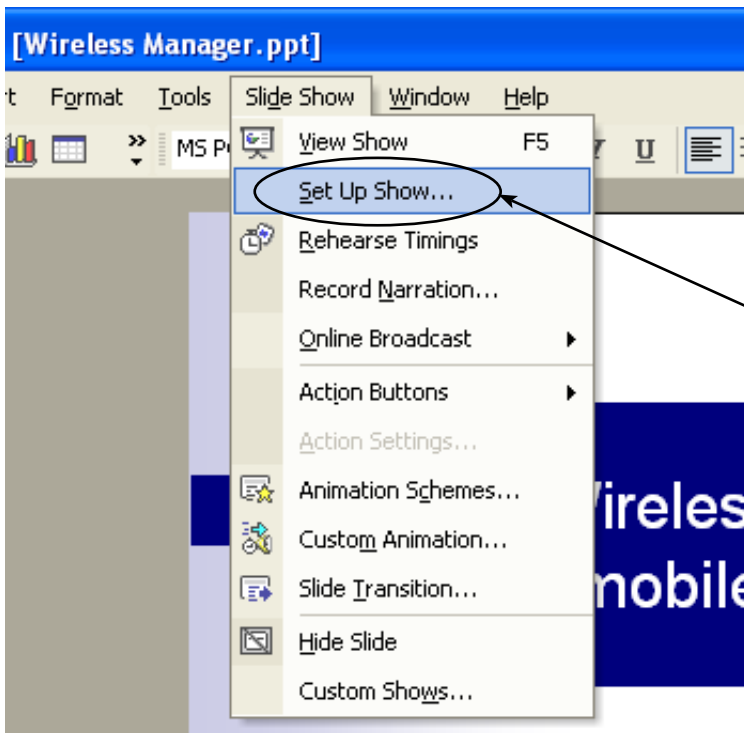 [Wireless Manager.ppt]
t Format Tools Slide Show Window Help
MS P U
View Show F5
Set Up Show...
Rehearse Timings
Record Narration...
Online Broadcast
Action Buttons
Action Settings...
Animation Schemes...
Custom Animation...
Slide Transition...
Hide Slide
Custom Shows...
ireles
mobile